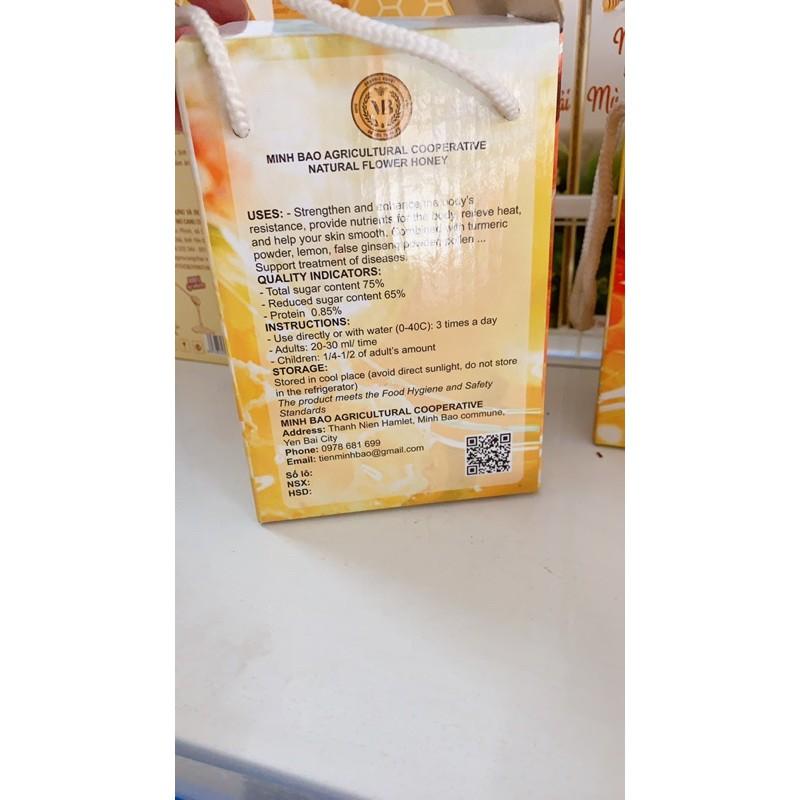 MB
MINH BAO AGRICULTURAL COOPERATIVE
NATURAL FLOWER HONEY
USES: - Strengthen and enhance the body's
resistance, provide nutrients for the body, relieve heat,
and help your skin smooth. Combined with turmeric
powder, lemon, false ginseng powder, pollen ...
Support treatment of diseases.
QUALITY INDICATORS:
- Total sugar content 75%
- Reduced sugar content 65%
- Protein 0.85%
INSTRUCTIONS:
- Use directly or with water (0-40C): 3 times a day
- Adults: 20-30 ml/ time
- Children: 1/4-1/2 of adult's amount
STORAGE:
Stored in cool place (avoid direct sunlight, do not store
in the refrigerator)
The product meets the Food Hygiene and Safety
Standards
MINH BAO AGRICULTURAL COOPERATIVE
Address: Thanh Nien Hamlet, Minh Bao commune,
Yen Bai City
Phone: 0978 681 699
Email: tienminhbao@gmail.com
Số lô:
NSX:
HSD: